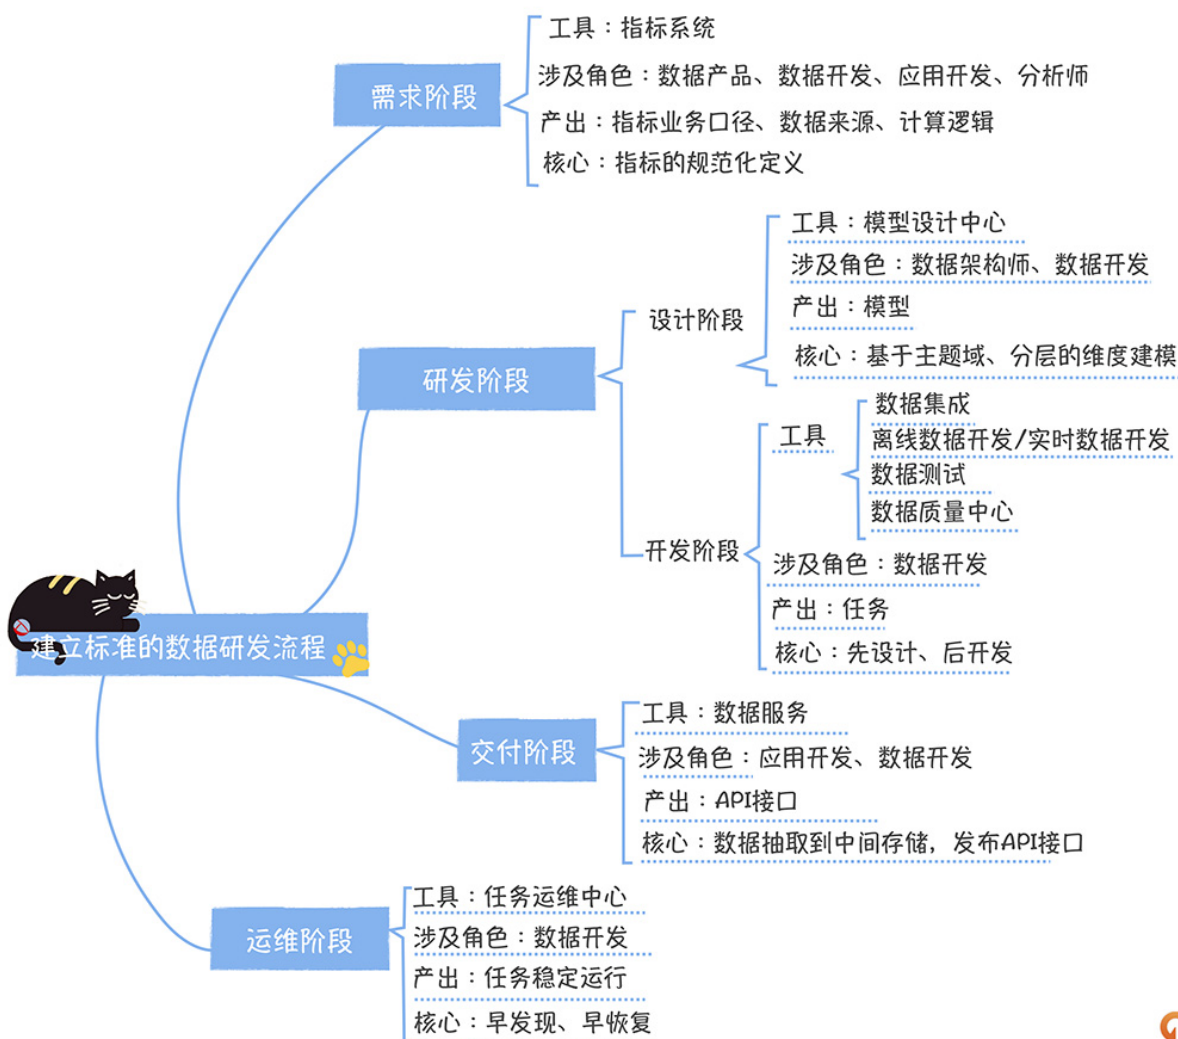 工具：指标系统
涉及角色：数据产品、数据开发、应用开发、分析师
需求阶段
产出：指标业务口径、数据来源、计算逻辑
核心：指标的规范化定义
工具：模型设计中心
涉及角色：数据架构师、数据开发
设计阶段
产出：模型
核心：基于主题域、分层的维度建模
研发阶段
工具
数据集成
离线数据开发/实时数据开发
数据测试
数据质量中心
开发阶段
涉及角色：数据开发
产出：任务
核心：先设计、后开发
建立标准的数据研发流程
工具：数据服务
交付阶段
涉及角色：应用开发、数据开发
产出：API接口
核心：数据抽取到中间存储，发布API接口
工具：任务运维中心
运维阶段
涉及角色：数据开发
产出：任务稳定运行
核心：早发现、早恢复